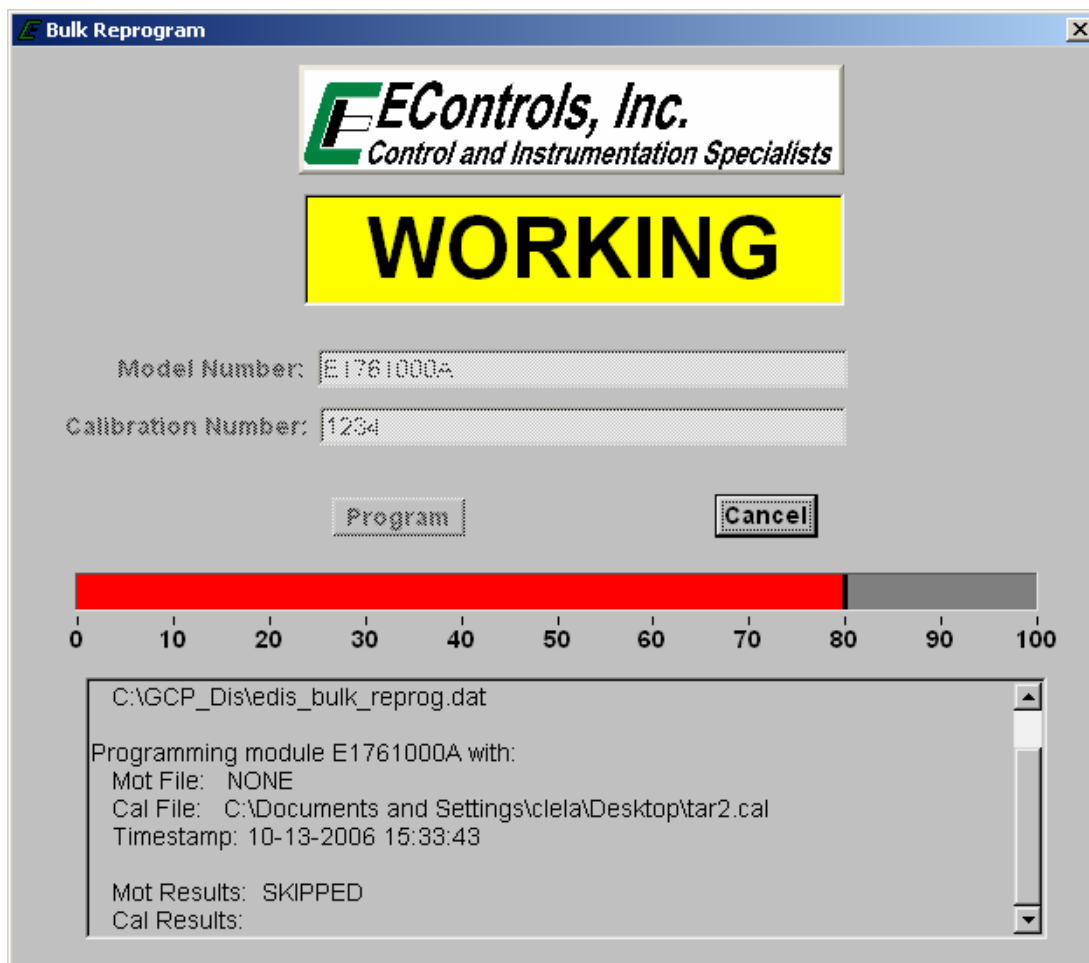 Bulk Reprogram
EControls, Inc.
Control and Instrumentation Specialists
WORKING
Model Number: E1761000A
Calibration Number: 1234
Program Cancel
0 10 20 30 40 50 60 70 80 90 100
C:\GCP_Dis\edis_bulk_reprog.dat
Programming module E1761000A with:
Mot File: NONE
Cal File: C:\Documents and Settings\clela\Desktop\tar2.cal
Timestamp: 10-13-2006 15:33:43
Mot Results: SKIPPED
Cal Results: